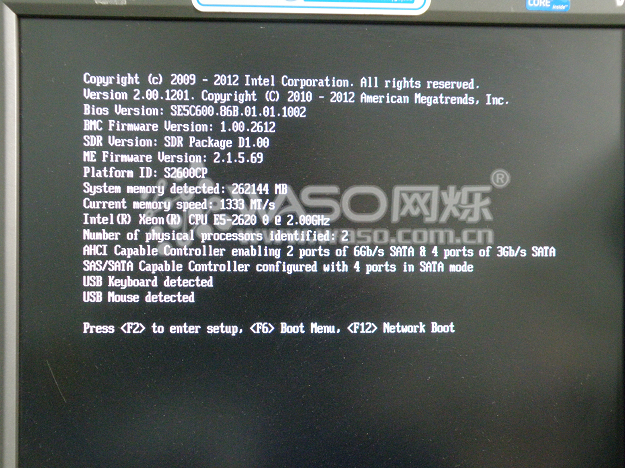 CORE
Copyright (c) 2009 - 2012 Intel Corporation. All rights reserved.
Version 2.00.1201. Copyright (C) 2010 - 2012 American Megatrends, Inc.
Bios Version: SE5C600.86B.01.01.1002
BMC Firmware Version: 1.00.2612
SDR Version: SDR Package D1.00
ME Firmware Version: 2.1.5.69
Platform ID: S2600CP
System memory detected: 262144 MB
Current memory speed: 1333 MT/s
Intel(R) Xeon(R) CPU E5-2620 0 @ 2.00GHz
Number of physical processors identified: 2
AHCI Capable Controller enabling 2 ports of 6Gb/s SATA & 4 ports of 3Gb/s SATA
SAS/SATA Capable Controller configured with 4 ports in SATA mode
USB Keyboard detected
USB Mouse detected
Press <F2> to enter setup, <F6> Boot Menu, <F12> Network Boot
WASO网烁®